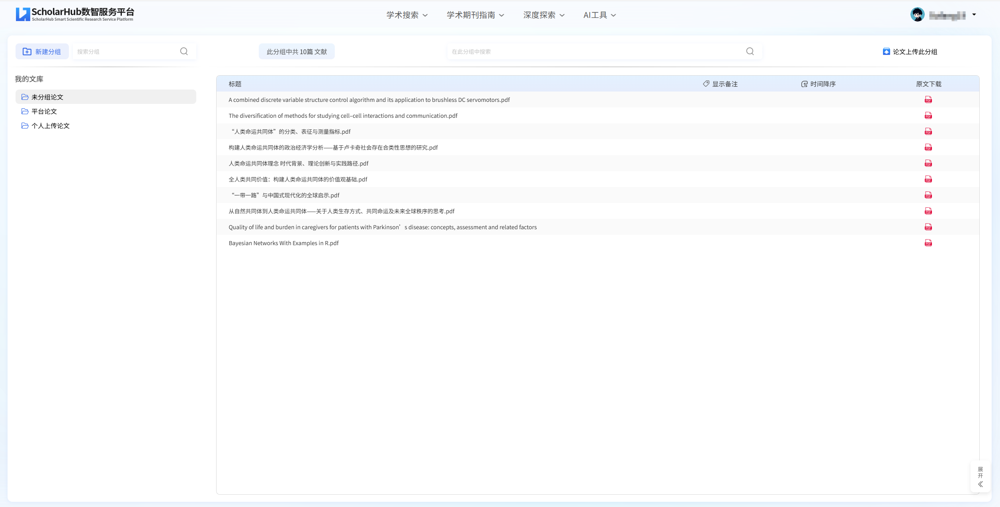 ScholarHub数智服务平台
ScholarHub Smart Scientific Research Service Platform
学术搜索
学术期刊指南
深度探索
AI工具
新建分组
搜索分组
此分组中共 10篇 文献
在此分组中搜索
论文上传此分组
我的文库
未分组论文
平台论文
个人上传论文
标题
显示备注
时间降序
原文下载
A combined discrete variable structure control algorithm and its application to brushless DC servomotors.pdf
PDF
The diversification of methods for studying cell–cell interactions and communication.pdf
PDF
“人类命运共同体”的分类、表征与测量指标.pdf
PDF
构建人类命运共同体的政治经济学分析——基于卢卡奇社会存在合类性思想的研究.pdf
PDF
人类命运共同体理念 时代背景、理论创新与实践路径.pdf
PDF
全人类共同价值：构建人类命运共同体的价值观基础.pdf
PDF
“一带一路”与中国式现代化的全球启示.pdf
PDF
从自然共同体到人类命运共同体——关于人类生存方式、共同命运及未来全球秩序的思考.pdf
PDF
Quality of life and burden in caregivers for patients with Parkinson’s disease: concepts, assessment and related factors
PDF
Bayesian Networks With Examples in R.pdf
PDF
展开